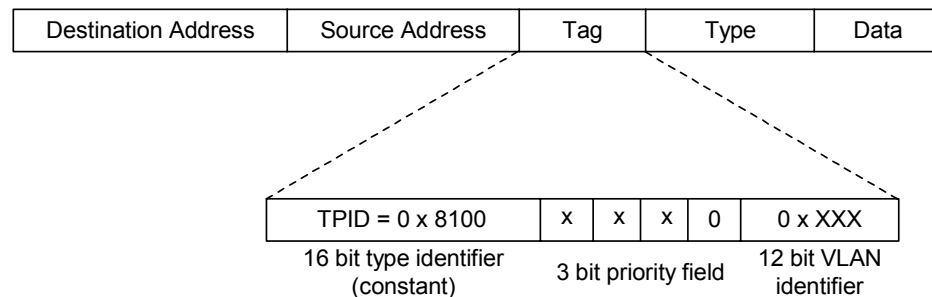 Destination Address Source Address Tag Type Data
TPID = 0 x 8100 x x x 0 0 x XXX
16 bit type identifier 3 bit priority field 12 bit VLAN
(constant) identifier